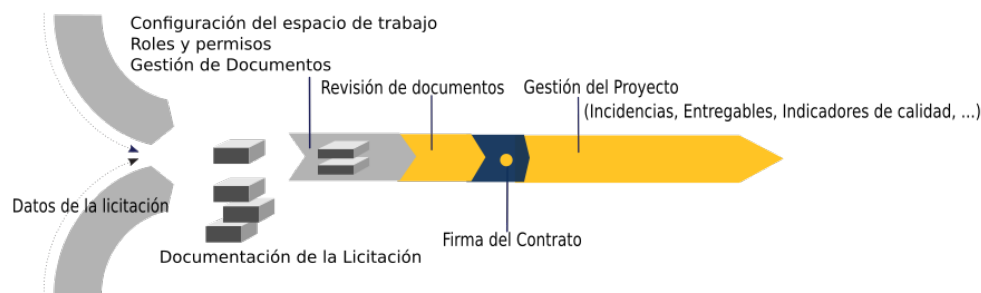 Configuración del espacio de trabajo
Roles y permisos
Gestión de Documentos
Revisión de documentos
Gestión del Proyecto
(Incidencias, Entregables, Indicadores de calidad, ...)
Datos de la licitación
Firma del Contrato
Documentación de la Licitación